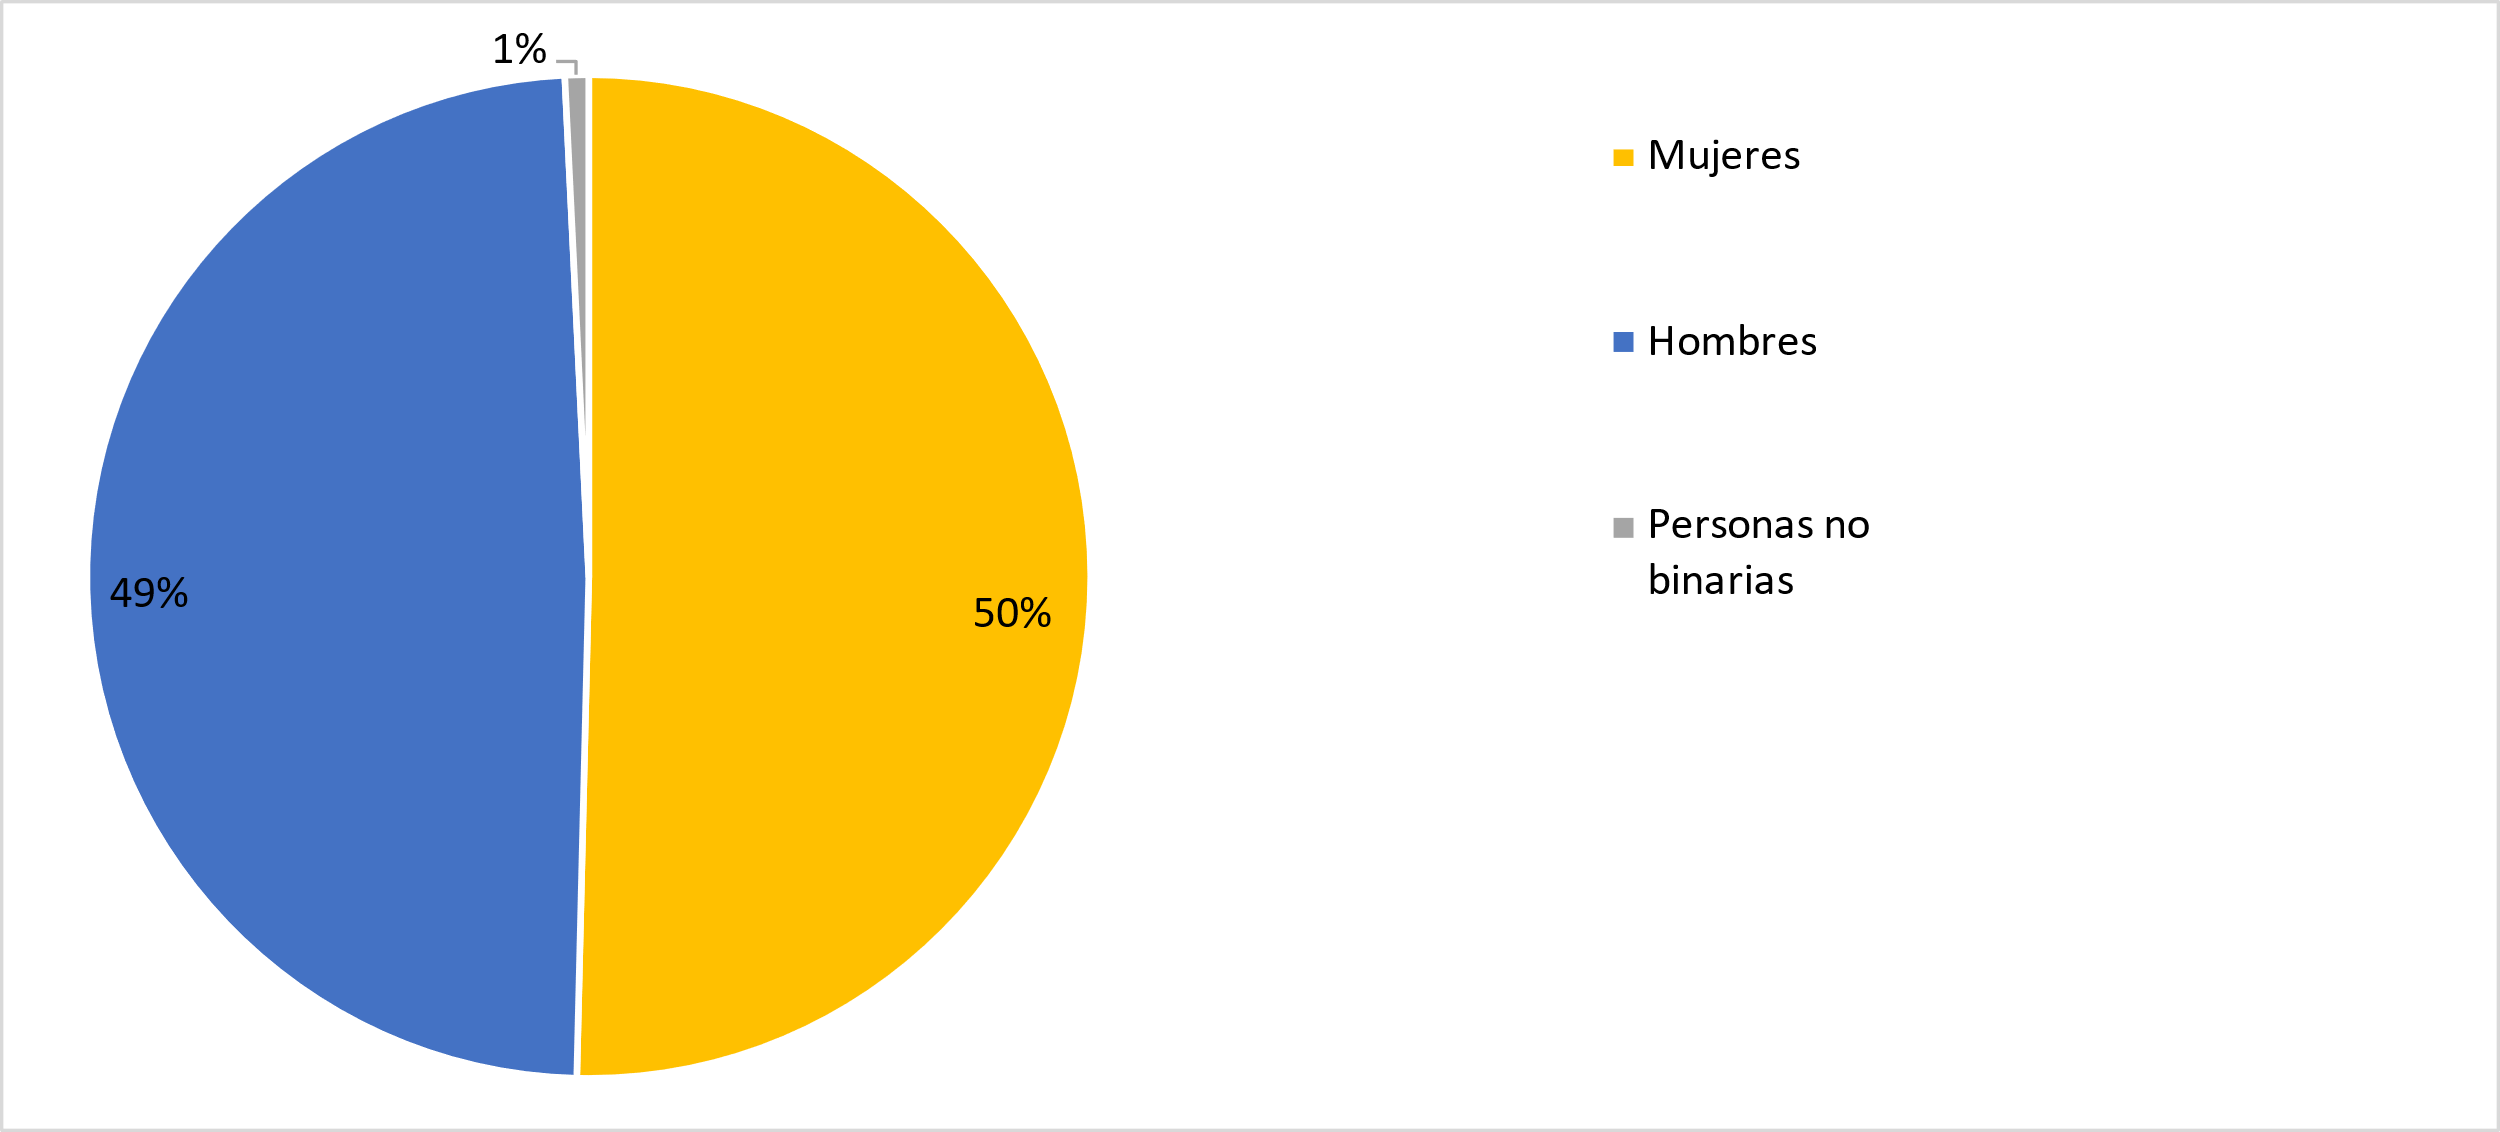 1%
49%
50%
Mujeres
Hombres
Personas no
binarias